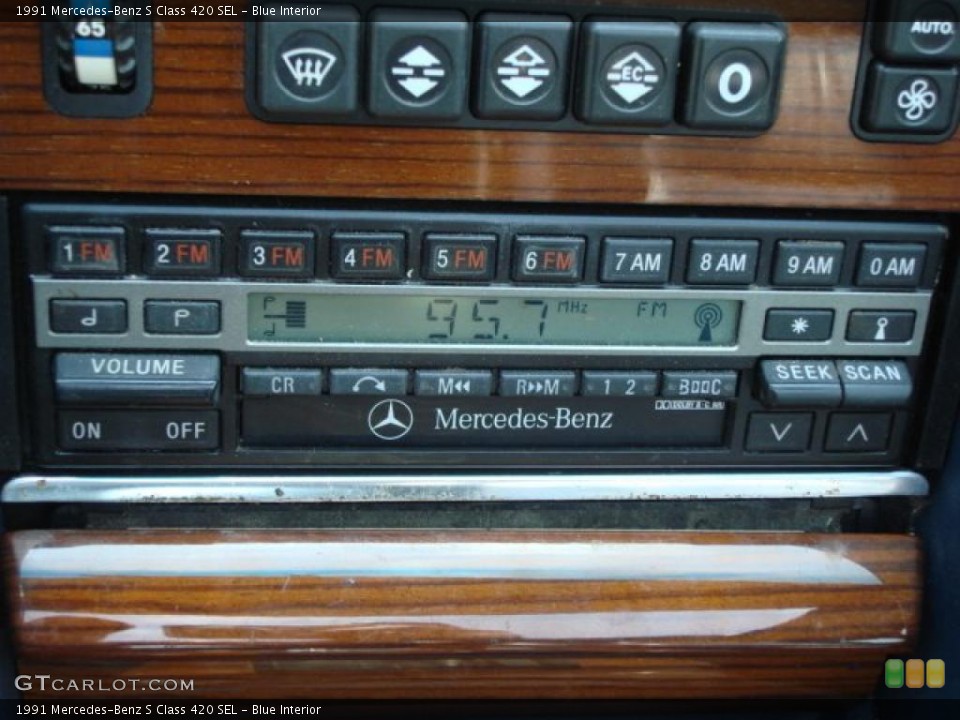 1991 Mercedes-Benz S Class 420 SEL - Blue Interior
65
EC
0
AUTO.
1 FM 2 FM 3 FM 4 FM 5 FM 6 FM 7 AM 8 AM 9 AM 0 AM
P 95.7 MHz FM
P
VOLUME
CR M R M 1 2 B C
SEEK SCAN
Mercedes-Benz
ON OFF
GTCARLOT.COM
1991 Mercedes-Benz S Class 420 SEL - Blue Interior